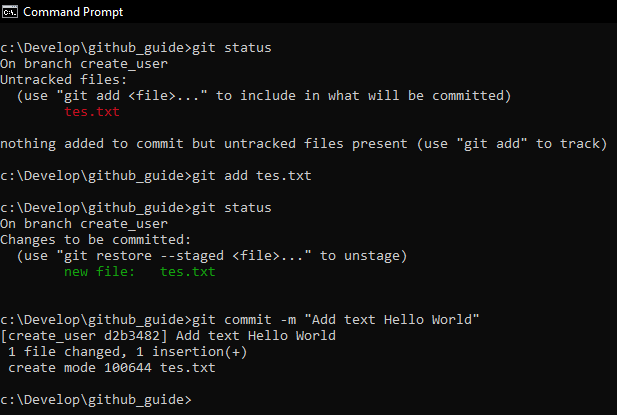 Command Prompt
c:\Develop\github_guide>git status
On branch create_user
Untracked files:
  (use "git add <file>..." to include in what will be committed)
        tes.txt
nothing added to commit but untracked files present (use "git add" to track)
c:\Develop\github_guide>git add tes.txt
c:\Develop\github_guide>git status
On branch create_user
Changes to be committed:
  (use "git restore --staged <file>..." to unstage)
        new file:   tes.txt
c:\Develop\github_guide>git commit -m "Add text Hello World"
[create_user d2b3482] Add text Hello World
 1 file changed, 1 insertion(+)
 create mode 100644 tes.txt
c:\Develop\github_guide>